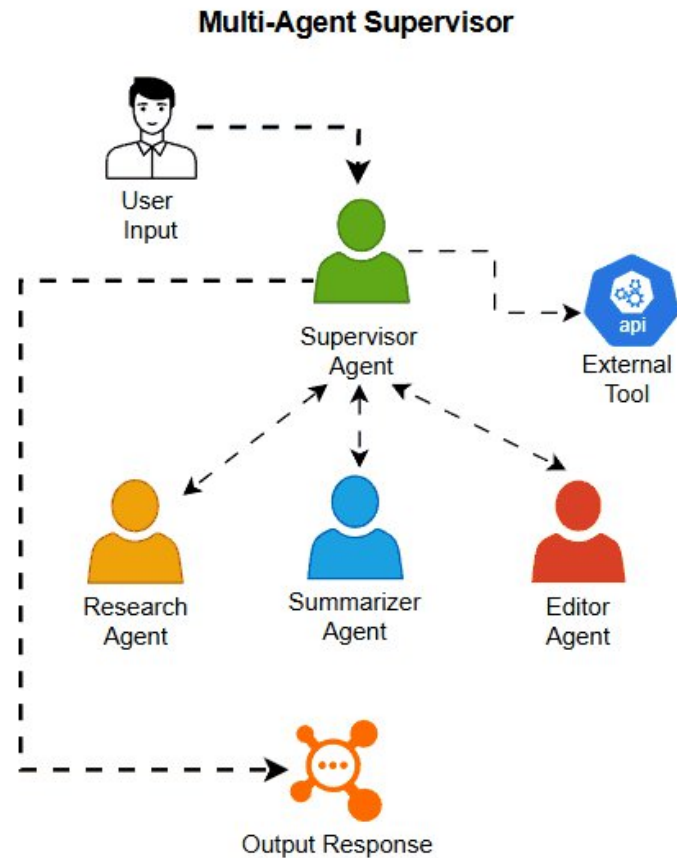 Multi-Agent Supervisor
User
Input
Supervisor
Agent
api
External
Tool
Research
Agent
Summarizer
Agent
Editor
Agent
Output Response